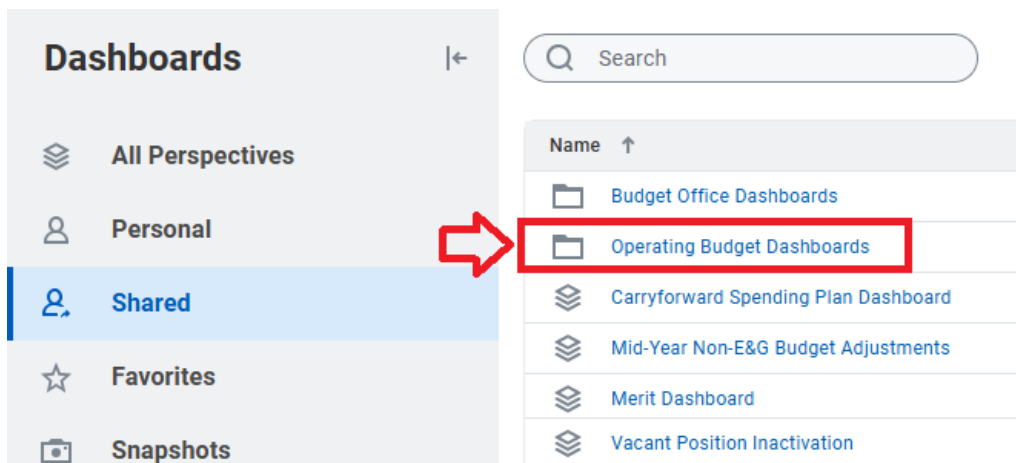 Dashboards
All Perspectives
Personal
Shared
Favorites
Snapshots
Search
Name
Budget Office Dashboards
Operating Budget Dashboards
Carryforward Spending Plan Dashboard
Mid-Year Non-E&G Budget Adjustments
Merit Dashboard
Vacant Position Inactivation